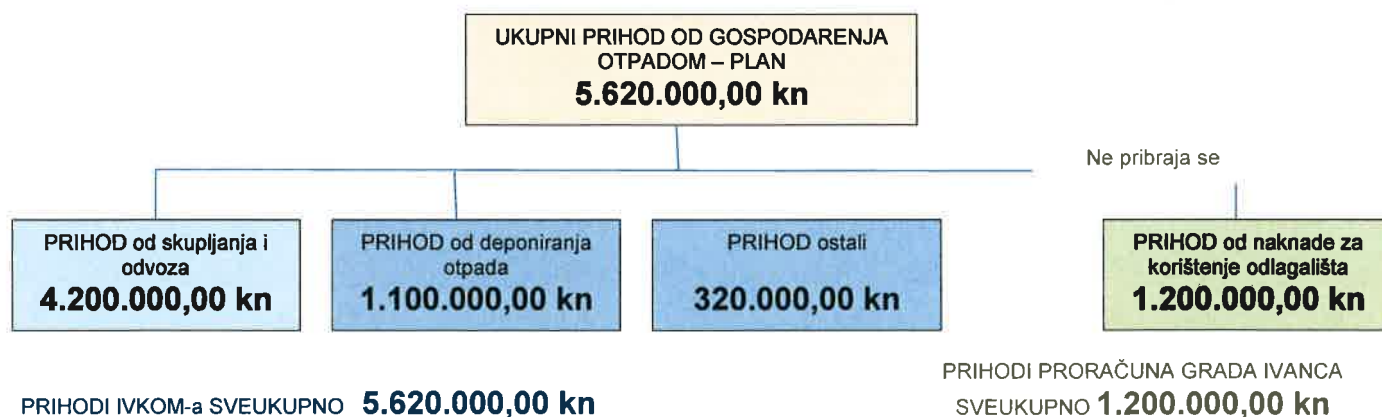 UKUPNI PRIHOD OD GOSPODARENJA
OTPADOM – PLAN
5.620.000,00 kn
Ne pribraja se
PRIHOD od skupljanja i
odvoza
4.200.000,00 kn
PRIHOD od deponiranja
otpada
1.100.000,00 kn
PRIHOD ostali
320.000,00 kn
PRIHOD od naknade za
korištenje odlagališta
1.200.000,00 kn
PRIHODI IVKOM-a SVEUKUPNO 5.620.000,00 kn
PRIHODI PRORAČUNA GRADA IVANCA
SVEUKUPNO 1.200.000,00 kn